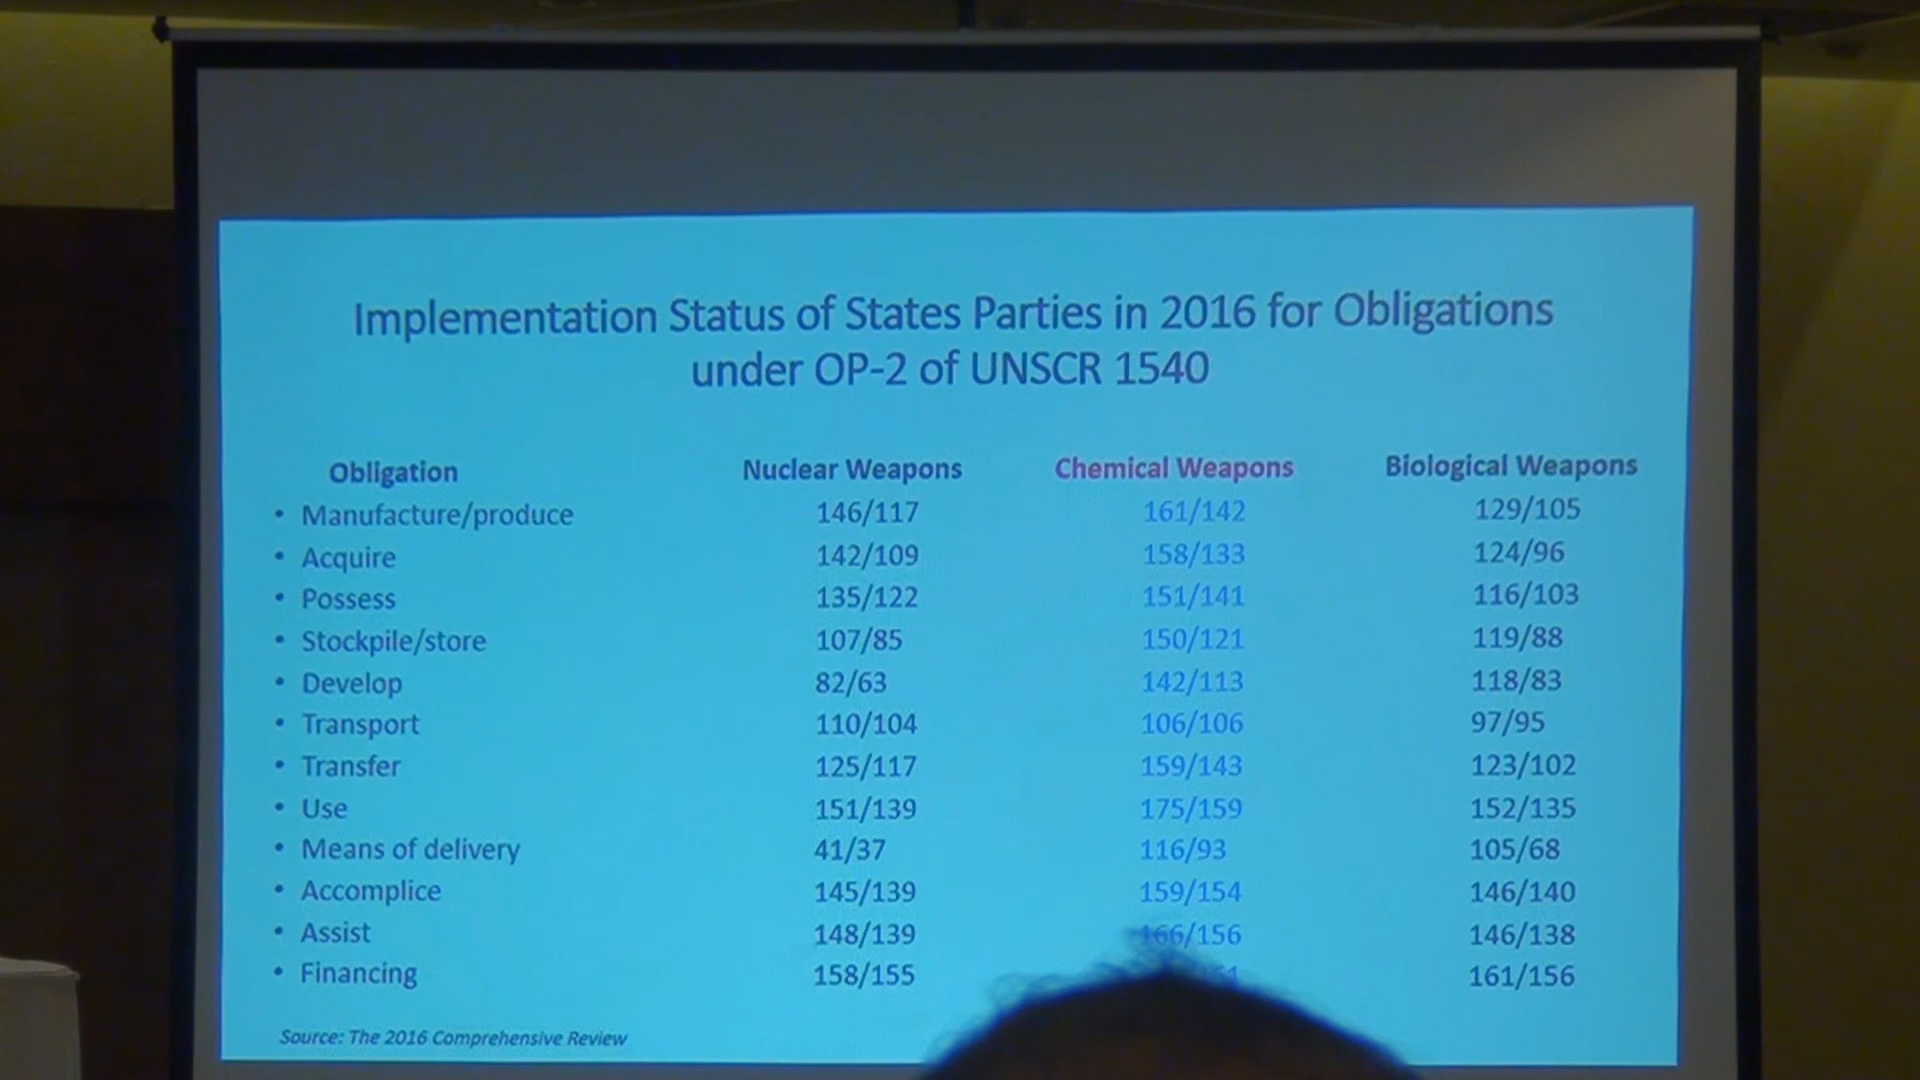 Implementation Status of States Parties in 2016 for Obligations
under OP-2 of UNSCR 1540
Obligation Nuclear Weapons Chemical Weapons Biological Weapons
• Manufacture/produce 146/117 161/142 129/105
• Acquire 142/109 158/133 124/96
• Possess 135/122 151/141 116/103
• Stockpile/store 107/85 150/121 119/88
• Develop 82/63 142/113 118/83
• Transport 110/104 106/106 97/95
• Transfer 125/117 159/143 123/102
• Use 151/139 175/159 152/135
• Means of delivery 41/37 116/93 105/68
• Accomplice 145/139 159/154 146/140
• Assist 148/139 166/156 146/138
• Financing 158/155 161/156
Source: The 2016 Comprehensive Review